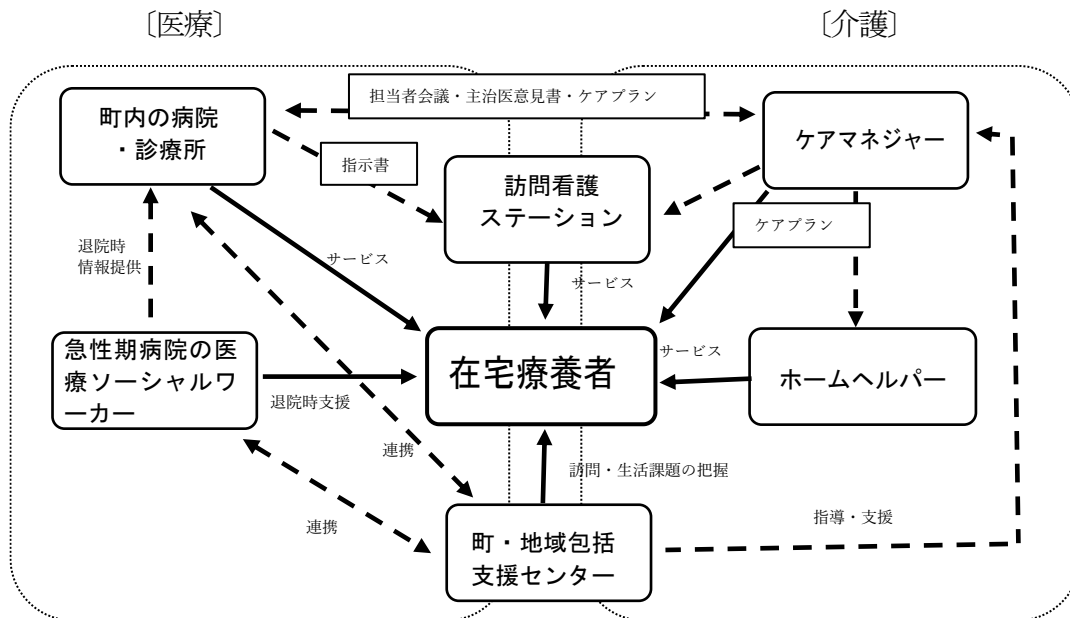 〔医療〕
〔介護〕
担当者会議・主治医意見書・ケアプラン
町内の病院
・診療所
ケアマネジャー
指示書
訪問看護
ステーション
ケアプラン
退院時
情報提供
サービス
サービス
急性期病院の医
療ソーシャルワ
ーカー
在宅療養者
サービス
ホームヘルパー
退院時支援
連携
訪問・生活課題の把握
連携
町・地域包括
支援センター
指導・支援